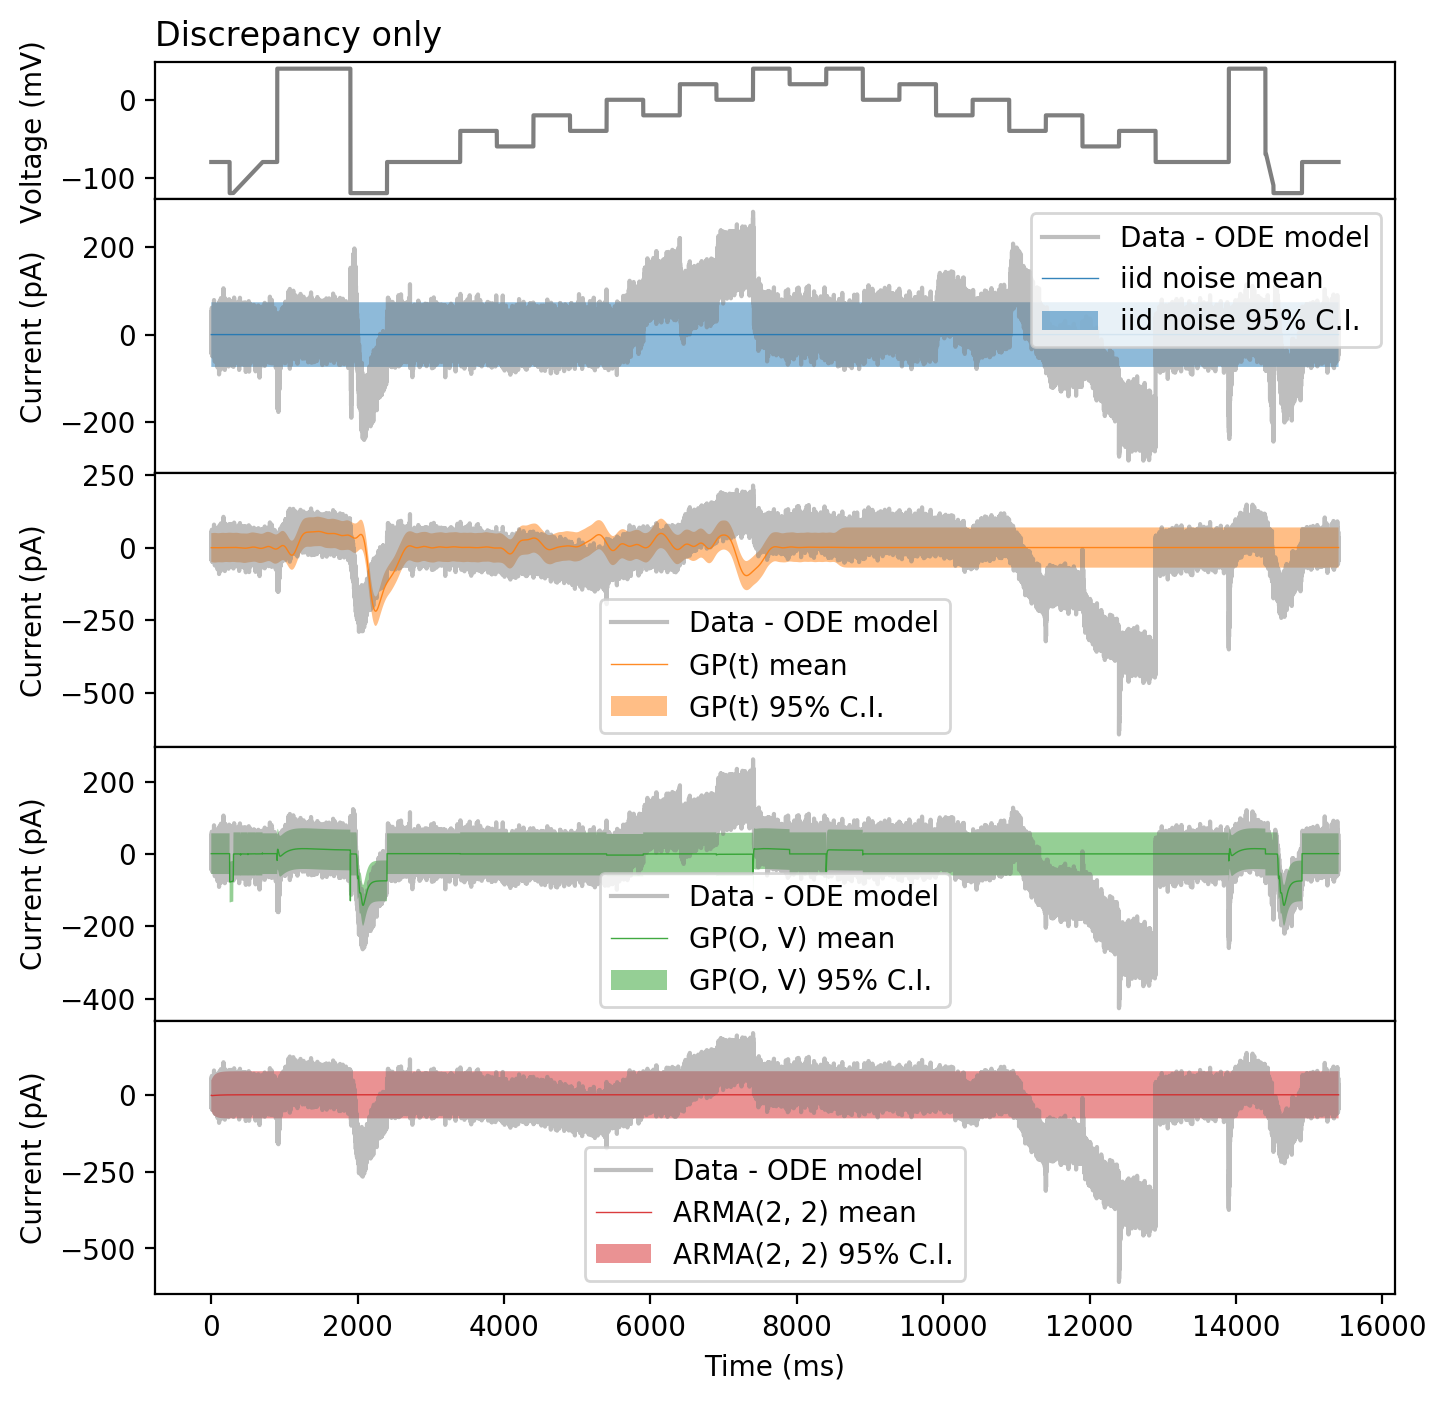 Discrepancy only
Voltage (mV)
0
−100
Current (pA)
200
0
−200
Data - ODE model
iid noise mean
iid noise 95% C.I.
Current (pA)
250
0
−250
−500
Data - ODE model
GP(t) mean
GP(t) 95% C.I.
Current (pA)
200
0
−200
−400
Data - ODE model
GP(O, V) mean
GP(O, V) 95% C.I.
Current (pA)
0
−250
−500
Data - ODE model
ARMA(2, 2) mean
ARMA(2, 2) 95% C.I.
0 2000 4000 6000 8000 10000 12000 14000 16000
Time (ms)